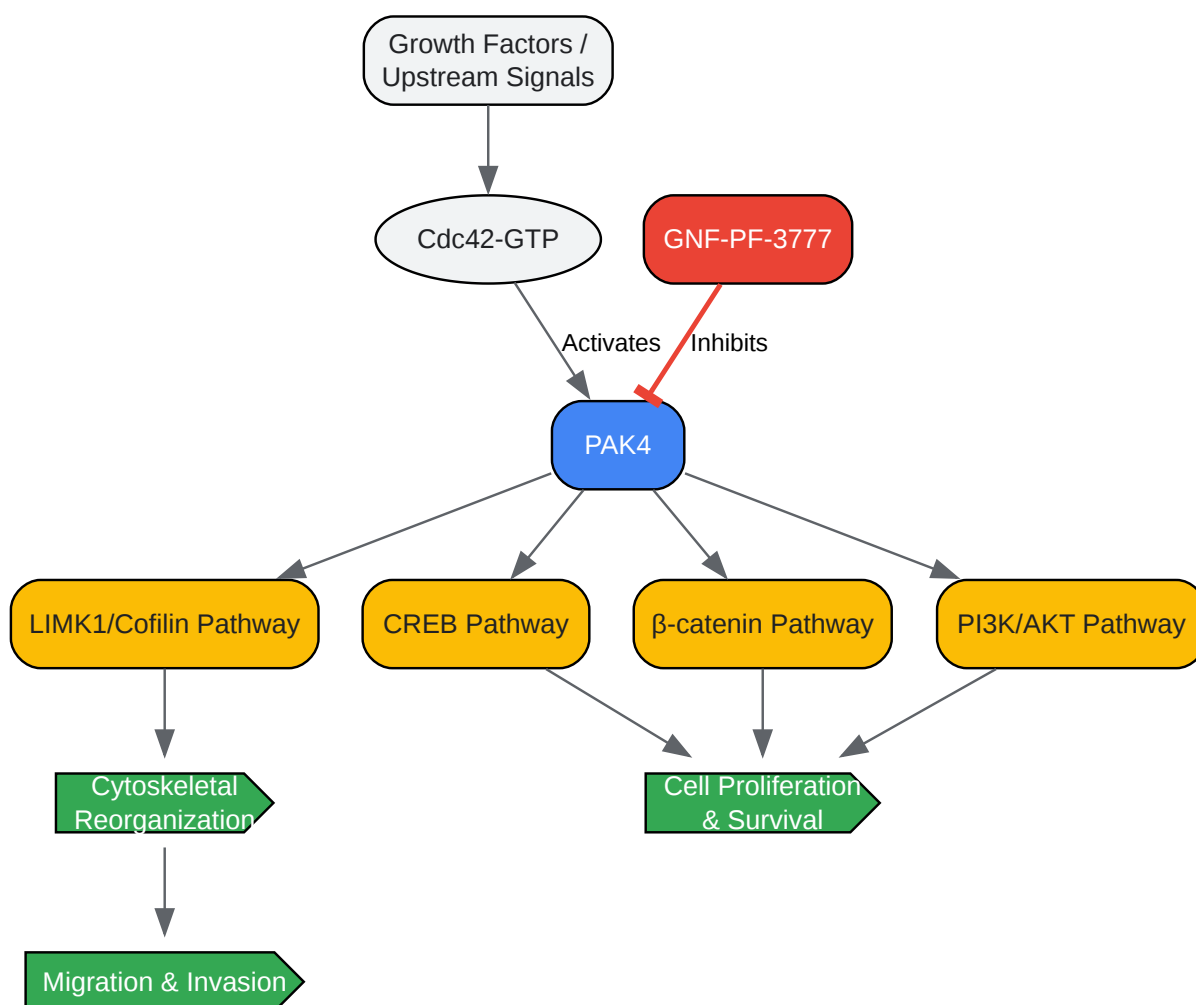 Growth Factors /
Upstream Signals
Cdc42-GTP
GNF-PF-3777
Activates
Inhibits
PAK4
LIMK1/Cofilin Pathway
CREB Pathway
β-catenin Pathway
PI3K/AKT Pathway
Cytoskeletal
Reorganization
Cell Proliferation
& Survival
Migration & Invasion